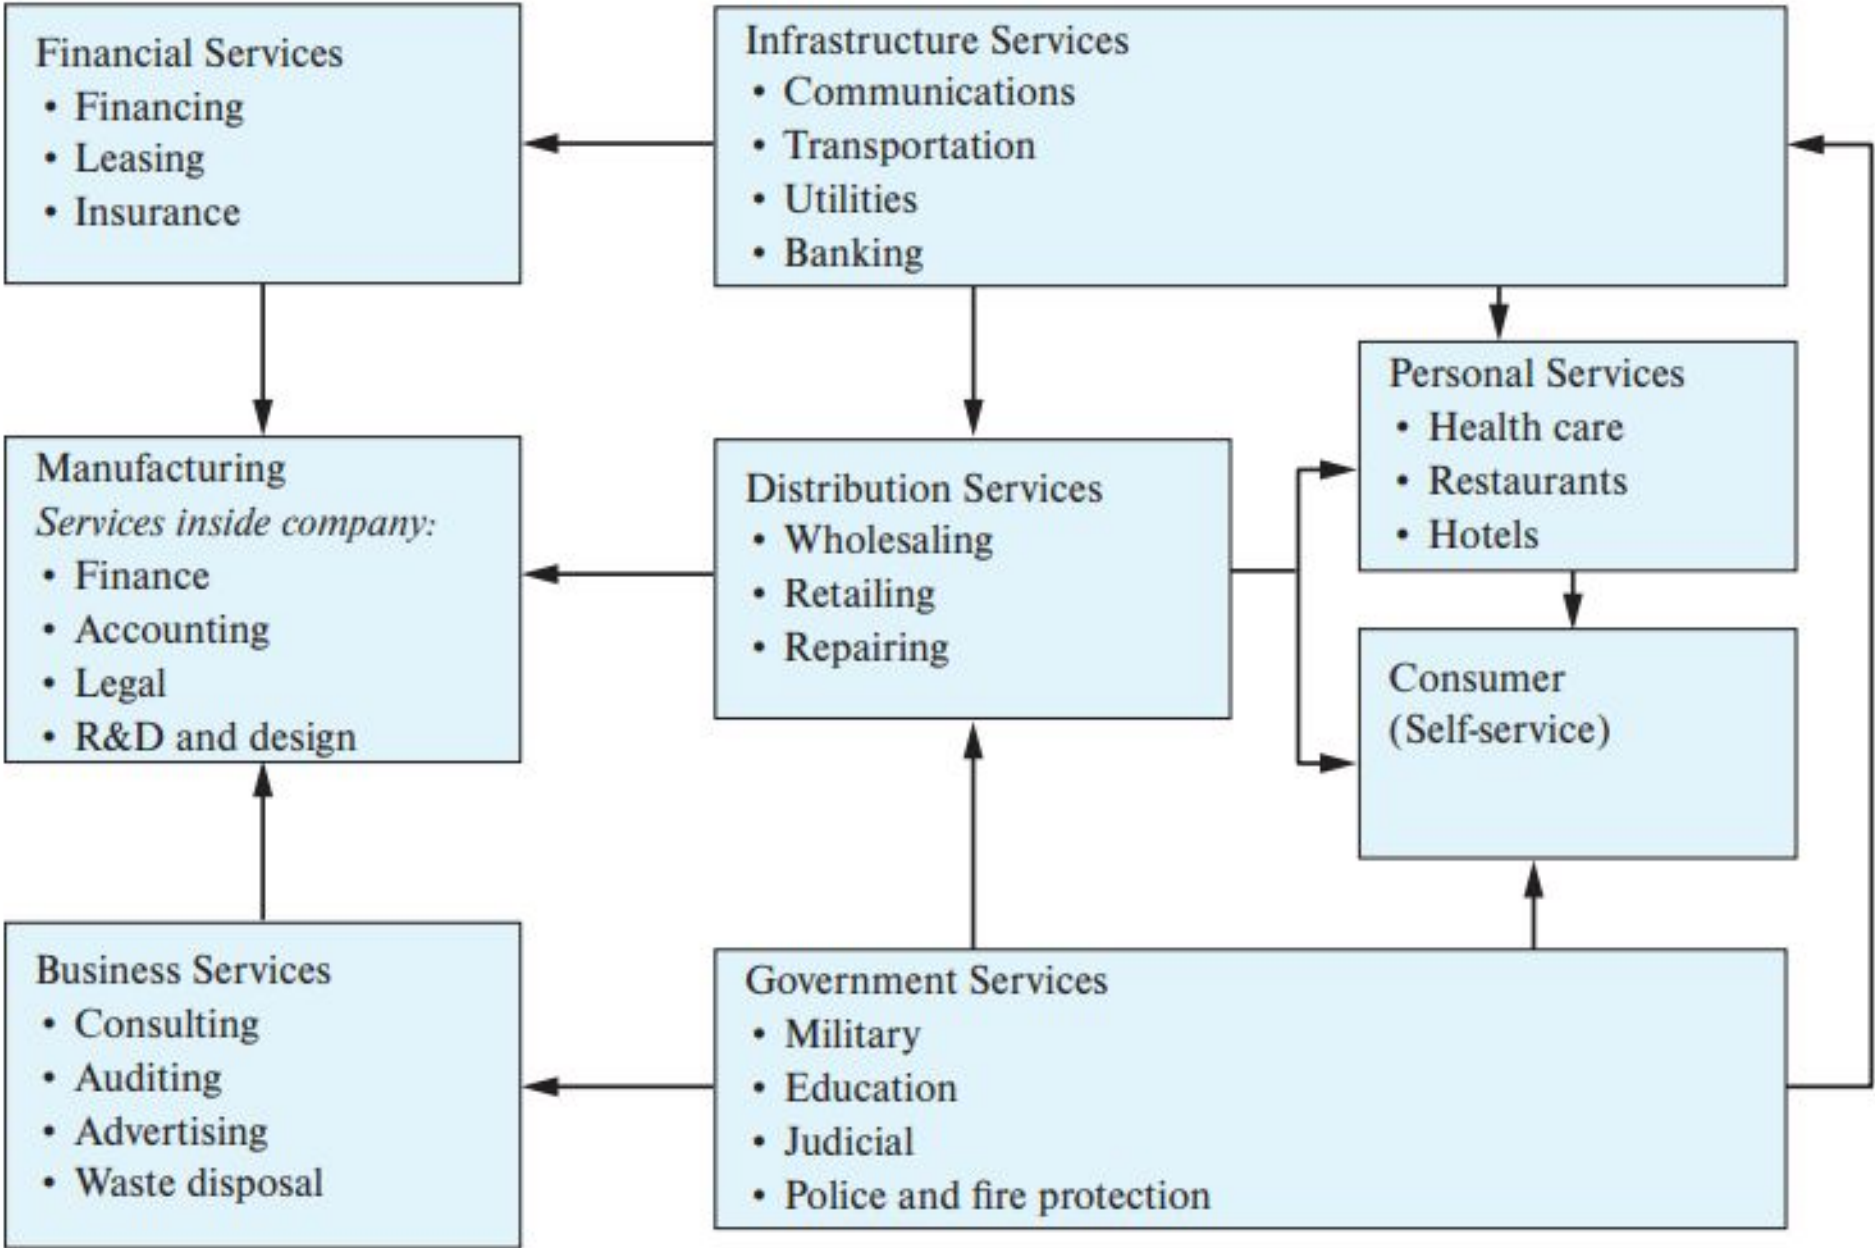 Financial Services
• Financing
• Leasing
• Insurance
Infrastructure Services
• Communications
• Transportation
• Utilities
• Banking
Personal Services
• Health care
• Restaurants
• Hotels
Manufacturing
Services inside company:
• Finance
• Accounting
• Legal
• R&D and design
Distribution Services
• Wholesaling
• Retailing
• Repairing
Consumer
(Self-service)
Business Services
• Consulting
• Auditing
• Advertising
• Waste disposal
Government Services
• Military
• Education
• Judicial
• Police and fire protection